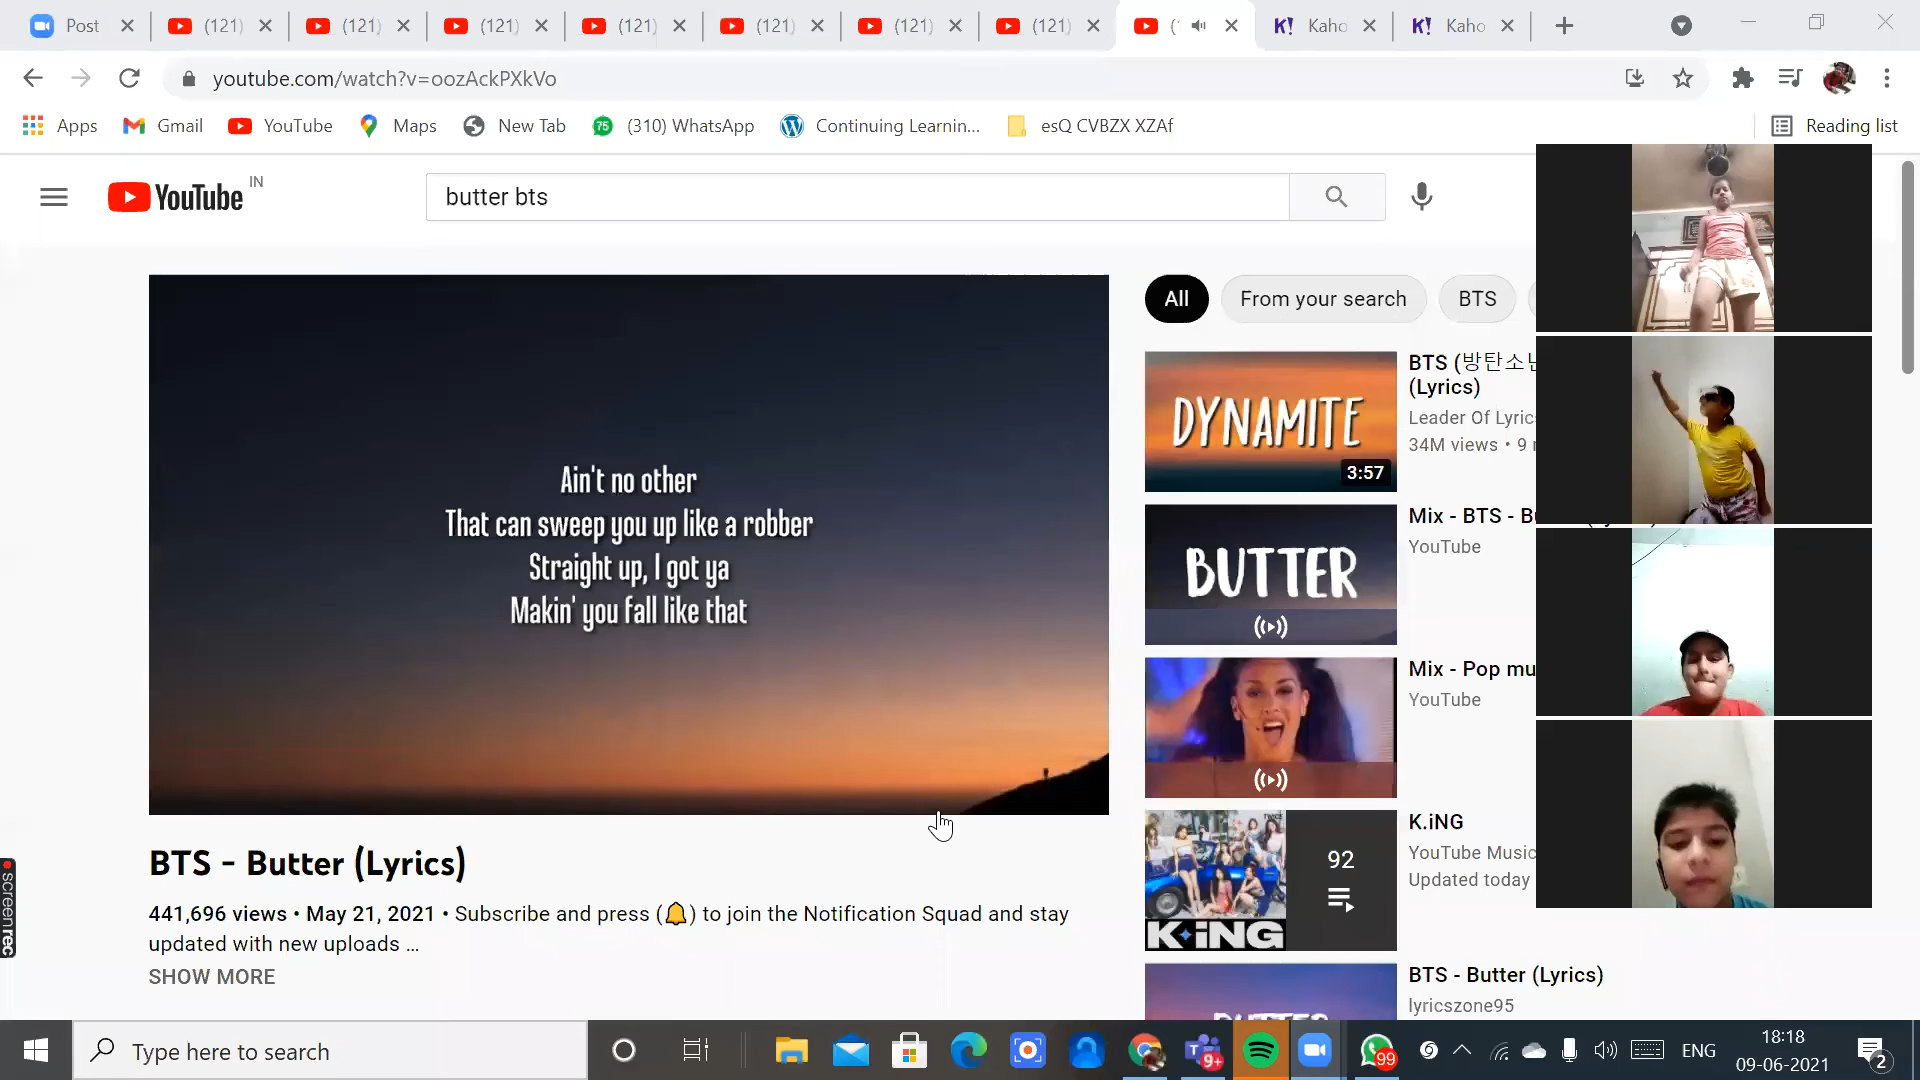 Post
(121)
(121)
(121)
(121)
(121)
(121)
(121)
K! Kaho
K! Kaho
youtube.com/watch?v=oozAckPXkVo
Apps
Gmail
YouTube
Maps
New Tab
75
(310) WhatsApp
Continuing Learnin...
esQ CVBZX XZAf
Reading list
YouTube IN
butter bts
Ain't no other
That can sweep you up like a robber
Straight up, I got ya
Makin' you fall like that
BTS - Butter (Lyrics)
441,696 views • May 21, 2021 • Subscribe and press (🔔) to join the Notification Squad and stay
updated with new uploads ...
SHOW MORE
All
From your search
BTS
DYNAMITE
3:57
BTS (방탄소년
(Lyrics)
Leader Of Lyric
34M views • 9
BUTTER
Mix - BTS - B
YouTube
Mix - Pop mu
YouTube
K·iNG
92
K.iNG
YouTube Music
Updated today
BUTTER
BTS - Butter (Lyrics)
lyricszone95
screenrec
Type here to search
9+
99
ENG
18:18
09-06-2021
2